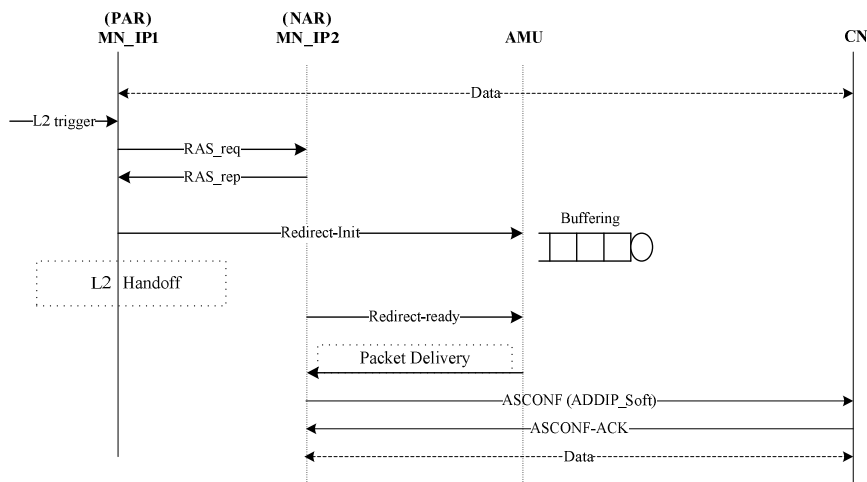 (PAR)
MN_IP1
(NAR)
MN_IP2
AMU
CN
Data
L2 trigger
RAS_req
RAS_rep
Redirect-Init
Buffering
L2 Handoff
Redirect-ready
Packet Delivery
ASCONF (ADDIP_Soft)
ASCONF-ACK
Data